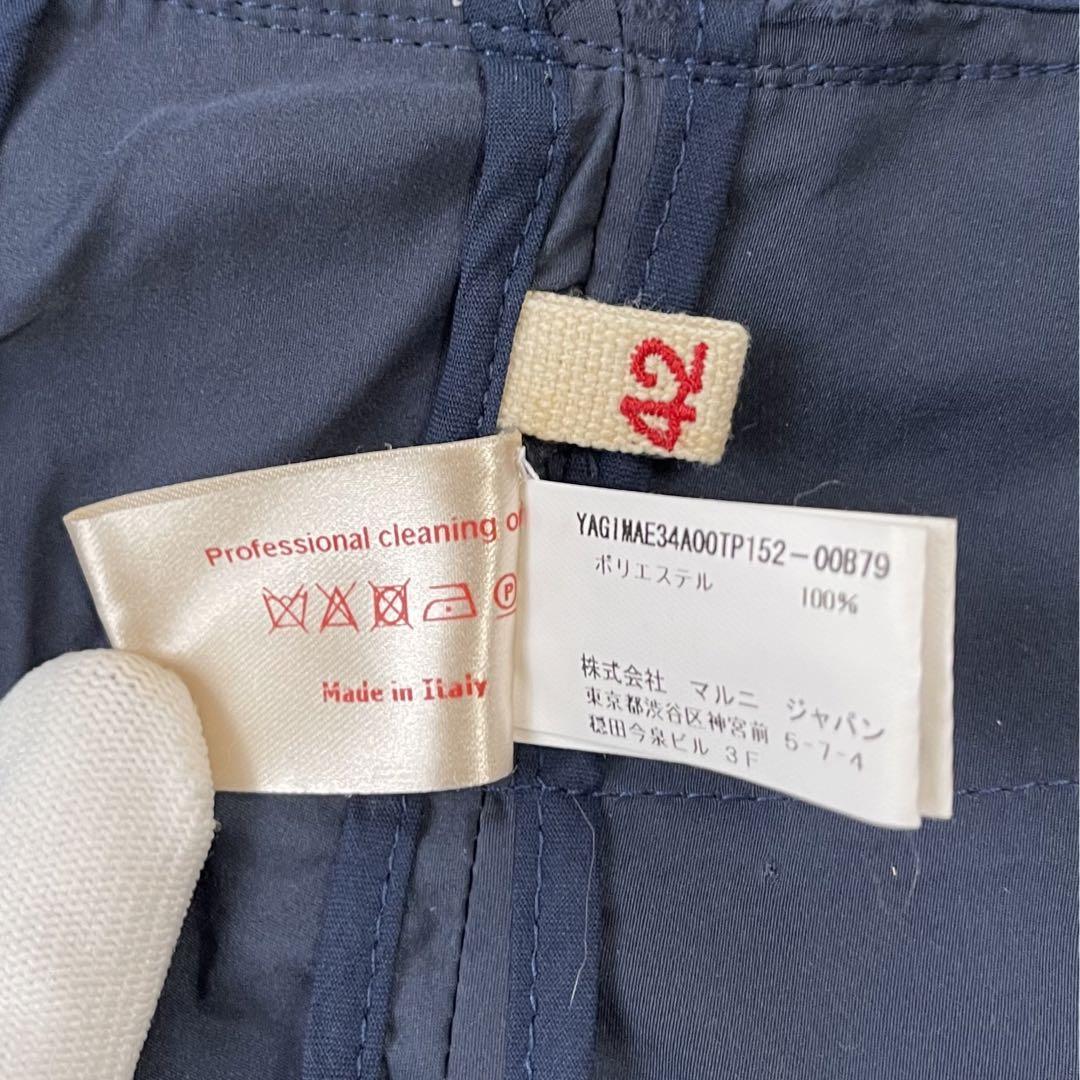 42
Professional cleaning
Made in Italy
YAGIMAE34A00TP152-00B79
ポリエステル 100%
株式会社 マルニ ジャパン
東京都渋谷区神宮前 5-7-4
穏田今泉ビル 3F